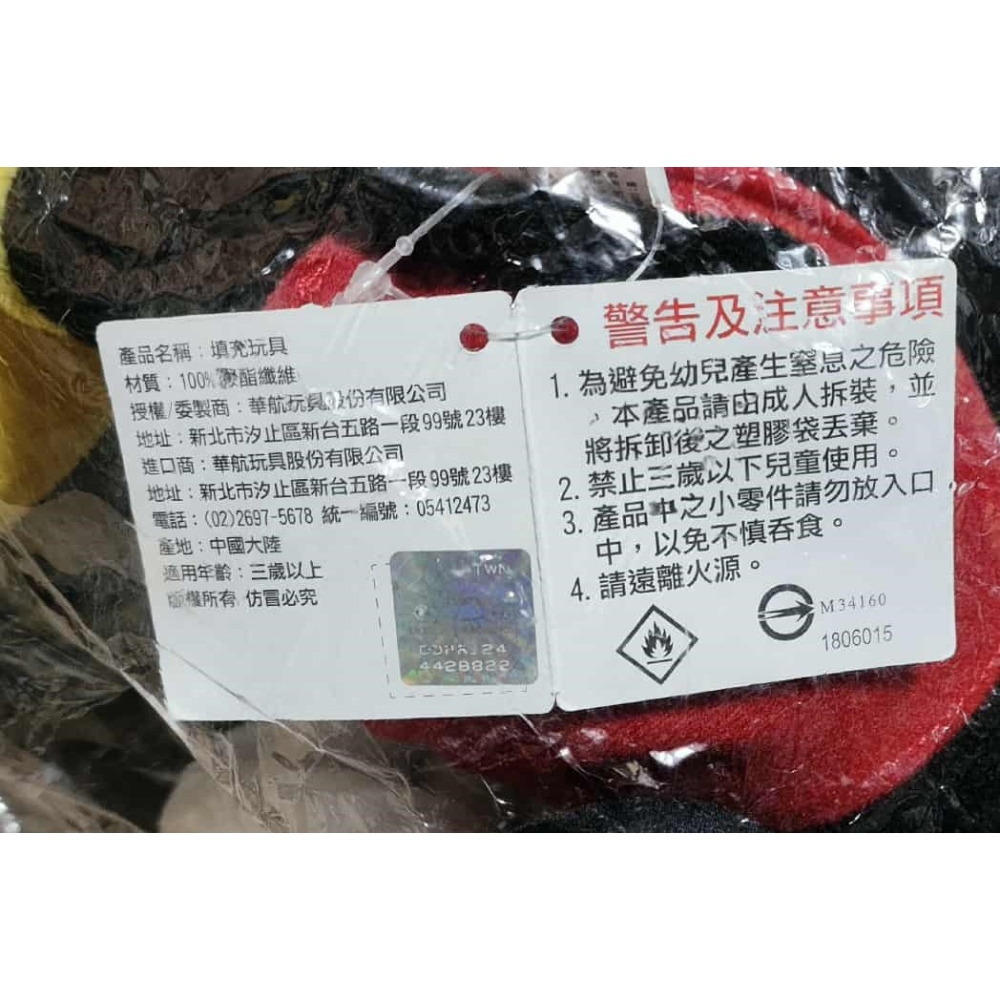 產品名稱：填充玩具
材質：100%聚酯纖維
授權/委製商：華航玩具股份有限公司
地址：新北市汐止區新台五路一段99號23樓
進口商：華航玩具股份有限公司
地址：新北市汐止區新台五路一段99號23樓
電話：(02)2697-5678 統一編號：05412473
產地：中國大陸
適用年齡：三歲以上
版權所有 仿冒必究
TWN
4428822
警告及注意事項
1. 為避免幼兒產生窒息之危險
，本產品請由成人拆裝，並
將拆卸後之塑膠袋丟棄。
2. 禁止三歲以下兒童使用。
3. 產品中之小零件請勿放入口
中，以免不慎吞食。
4. 請遠離火源。
M34160
1806015